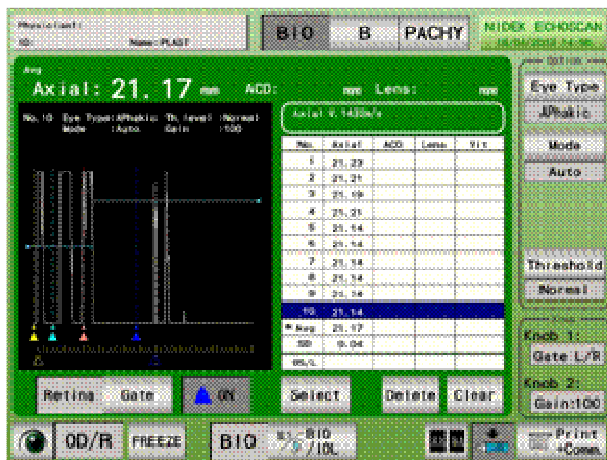 ID: Name: PLAST
BIO B PACHY
NIDEK ECHOSCAN
Avg
Axial: 21.17 mm ACD: mm Lens: mm
Option
Eye Type
APhakic
Mode
Auto
Threshold
Normal
No. 10 Eye Type: APhakic Th. level : Normal
Mode : Auto Gain : 100
No. Axial ACD Lens Vit
1 21.23
2 21.21
3 21.19
4 21.21
5 21.14
6 21.14
7 21.14
8 21.14
9 21.14
10 21.14
Avg 21.17
SD 0.04
Knob 1:
Gate L/R
Knob 2:
Gain:100
Retina Gate ON Select Delete Clear
OD/R FREEZE BIO BIO /IOL Print +Comm.